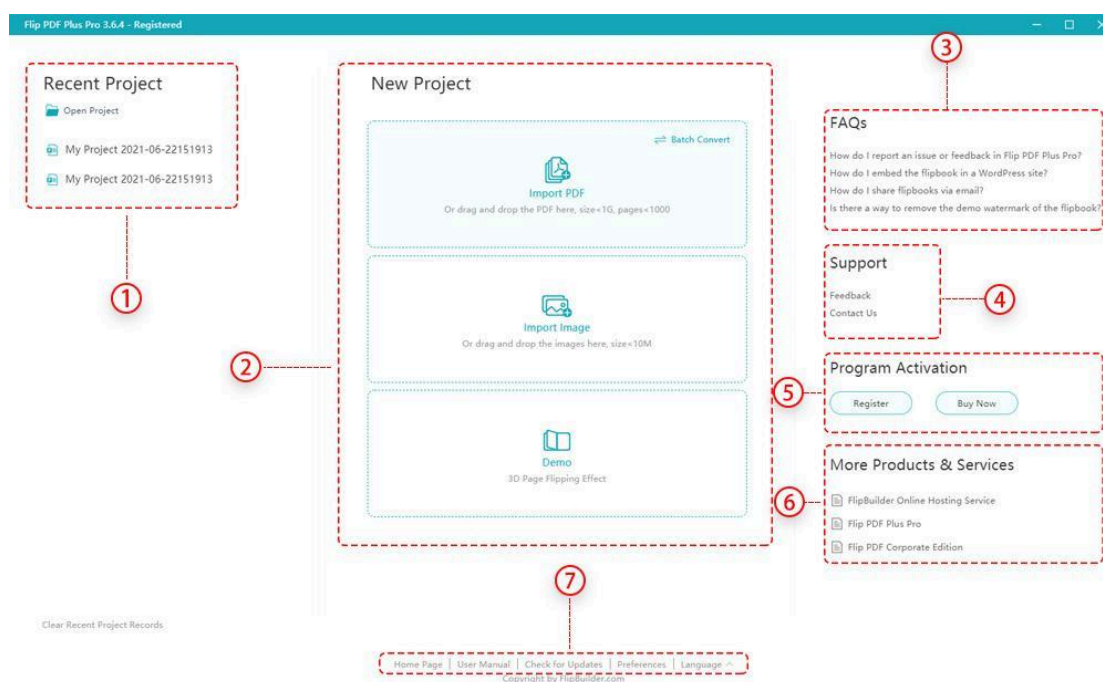 Flip PDF Plus Pro 3.6.4 - Registered
Recent Project
Open Project
My Project 2021-06-22151913
My Project 2021-06-22151913
1
Clear Recent Project Records
2
New Project
Batch Convert
Import PDF
Or drag and drop the PDF here, size<1G, pages<1000
Import Image
Or drag and drop the images here, size<10M
Demo
3D Page Flipping Effect
3
FAQs
How do I report an issue or feedback in Flip PDF Plus Pro?
How do I embed the flipbook in a WordPress site?
How do I share flipbooks via email?
Is there a way to remove the demo watermark of the flipbook?
Support
Feedback
Contact Us
4
5
Program Activation
Register Buy Now
6
More Products & Services
FlipBuilder Online Hosting Service
Flip PDF Plus Pro
Flip PDF Corporate Edition
7
Home Page | User Manual | Check for Updates | Preferences | Language
Copyright by FlipBuilder.com